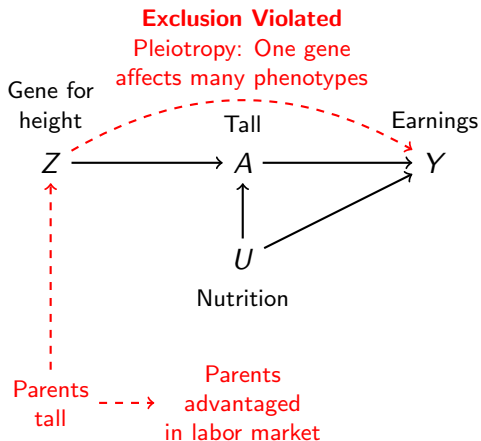 Exclusion Violated
Pleiotropy: One gene
affects many phenotypes
Gene for
height
Tall
Earnings
Z
A
Y
U
Nutrition
Parents
tall
Parents
advantaged
in labor market